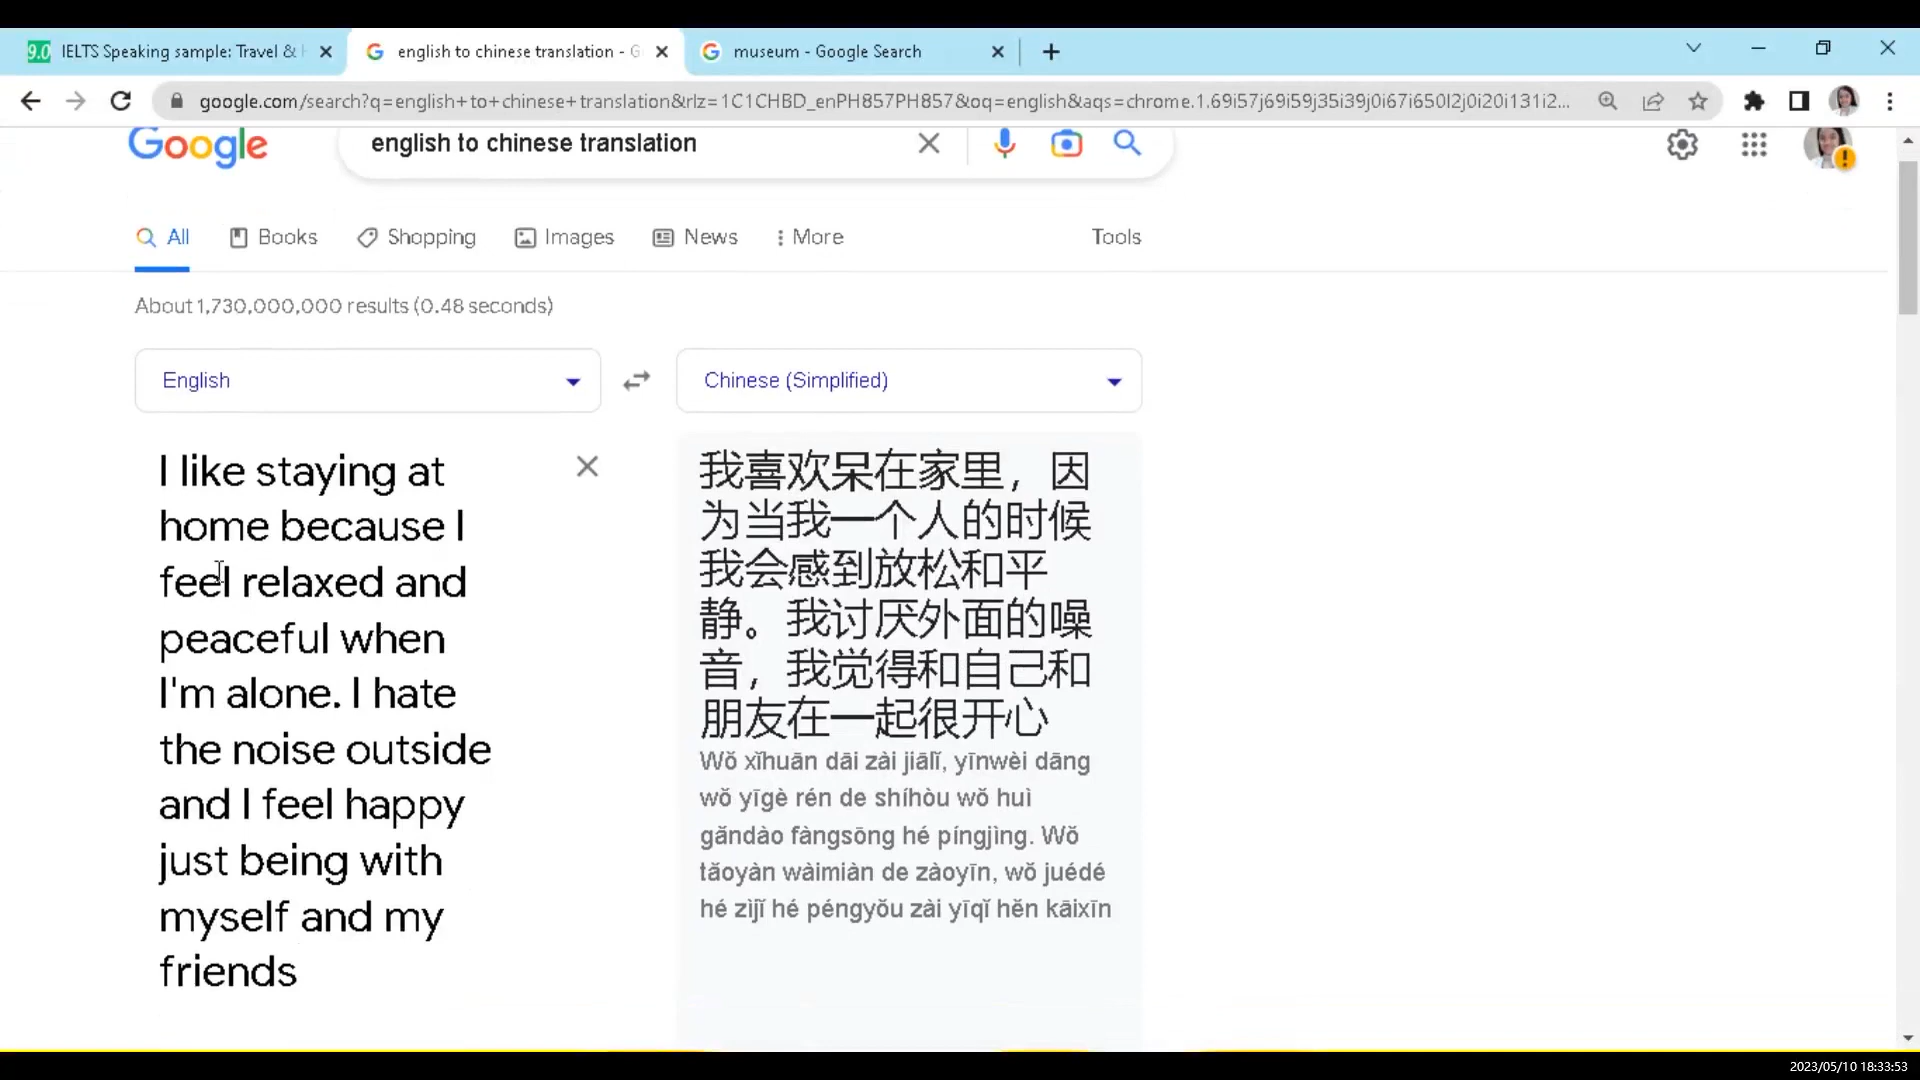 9.0 IELTS Speaking sample: Travel &
english to chinese translation - G
museum - Google Search
google.com/search?q=english+to+chinese+translation&rlz=1C1CHBD_enPH857PH857&oq=english&aqs=chrome.1.69i57j69i59j35i39j0i67i650l2j0i20i131i2...
Google
english to chinese translation
All
Books
Shopping
Images
News
More
Tools
About 1,730,000,000 results (0.48 seconds)
English
Chinese (Simplified)
I like staying at
home because I
feel relaxed and
peaceful when
I'm alone. I hate
the noise outside
and I feel happy
just being with
myself and my
friends
我喜欢呆在家里，因
为当我一个人的时候
我会感到放松和平
静。我讨厌外面的噪
音，我觉得和自己和
朋友在一起很开心
Wǒ xǐhuān dāi zài jiālǐ, yīnwèi dāng
wǒ yīgè rén de shíhòu wǒ huì
gǎndào fàngsōng hé píngjìng. Wǒ
tǎoyàn wàimiàn de zàoyīn, wǒ juédé
hé zìjǐ hé péngyǒu zài yīqǐ hěn kāixīn
2023/05/10 18:33:53